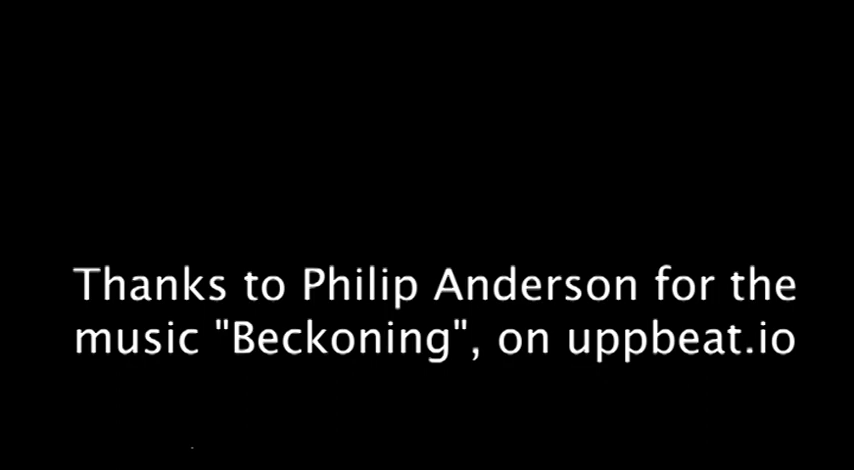 Thanks to Philip Anderson for the
music "Beckoning", on uppbeat.io